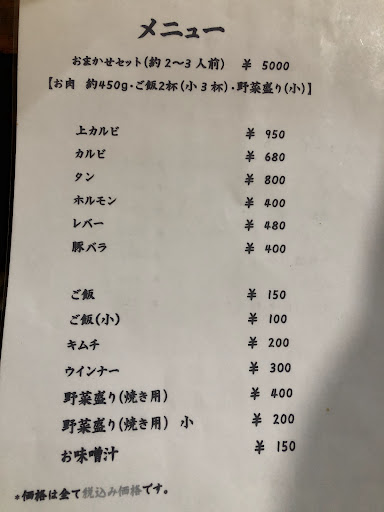 メニュー
おまかせセット(約2〜3人前) ¥ 5000
【お肉 約450g・ご飯2杯(小3杯)・野菜盛り(小)】
上カルビ ¥ 950
カルビ ¥ 680
タン ¥ 800
ホルモン ¥ 400
レバー ¥ 480
豚バラ ¥ 400
ご飯 ¥ 150
ご飯(小) ¥ 100
キムチ ¥ 200
ウインナー ¥ 300
野菜盛り(焼き用) ¥ 400
野菜盛り(焼き用) 小 ¥ 200
お味噌汁 ¥ 150
*価格は全て税込み価格です。